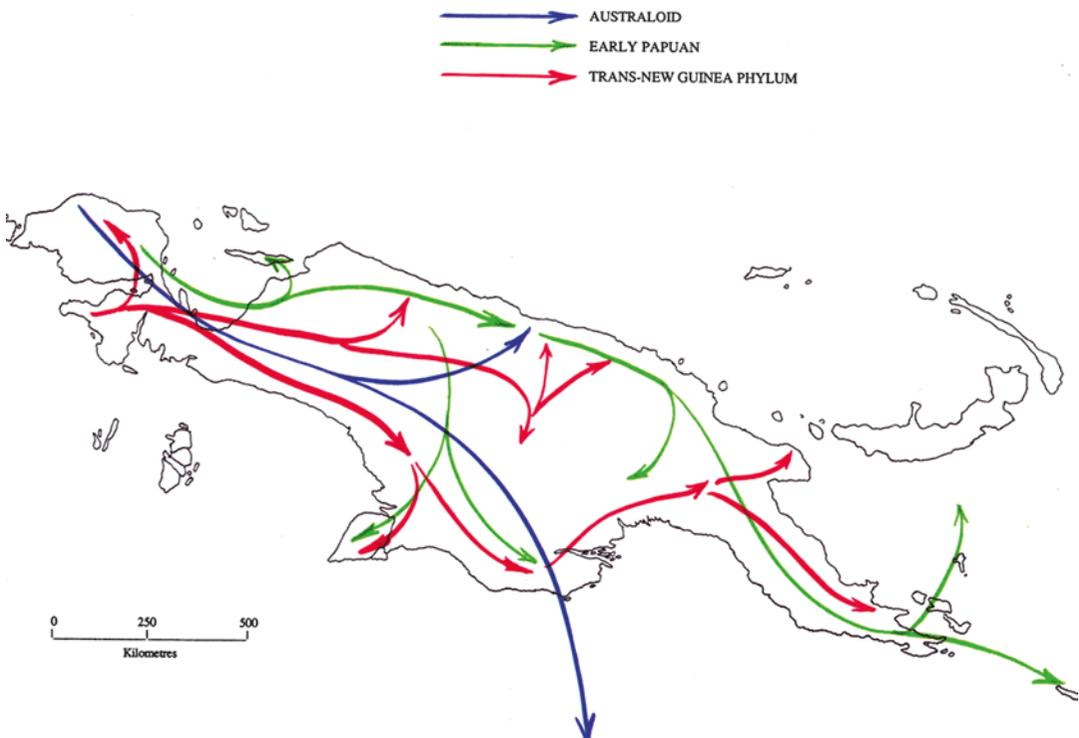 AUSTRALOID
EARLY PAPUAN
TRANS-NEW GUINEA PHYLUM
0 250 500
Kilometres